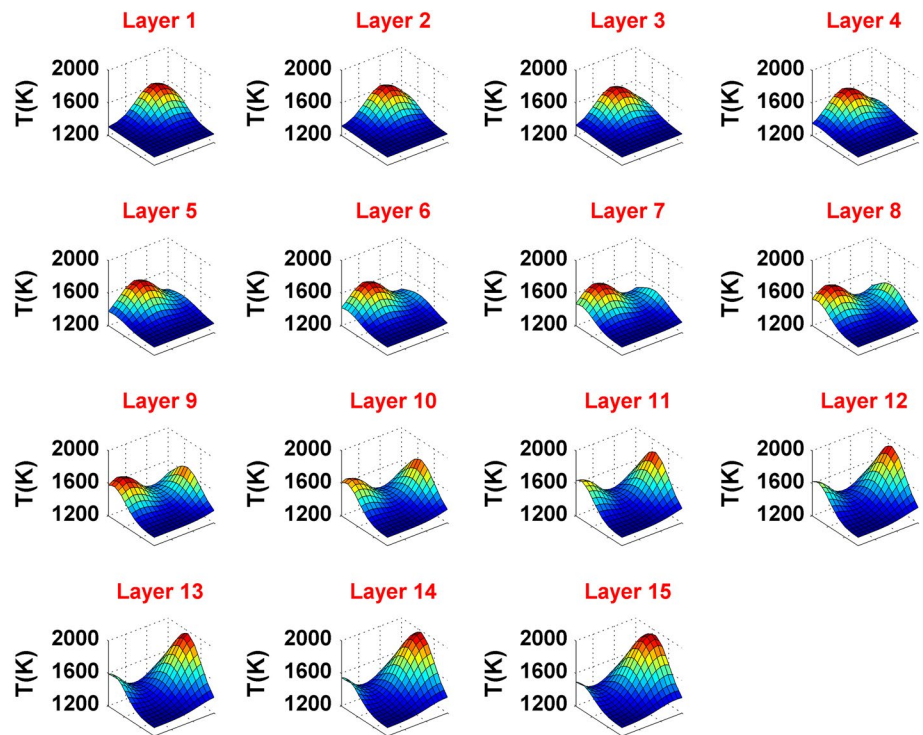 Layer 1
Layer 2
Layer 3
Layer 4
2000
1600
1200
T(K)
2000
1600
1200
T(K)
2000
1600
1200
T(K)
2000
1600
1200
T(K)
Layer 5
Layer 6
Layer 7
Layer 8
2000
1600
1200
T(K)
2000
1600
1200
T(K)
2000
1600
1200
T(K)
2000
1600
1200
T(K)
Layer 9
Layer 10
Layer 11
Layer 12
2000
1600
1200
T(K)
2000
1600
1200
T(K)
2000
1600
1200
T(K)
2000
1600
1200
T(K)
Layer 13
Layer 14
Layer 15
2000
1600
1200
T(K)
2000
1600
1200
T(K)
2000
1600
1200
T(K)